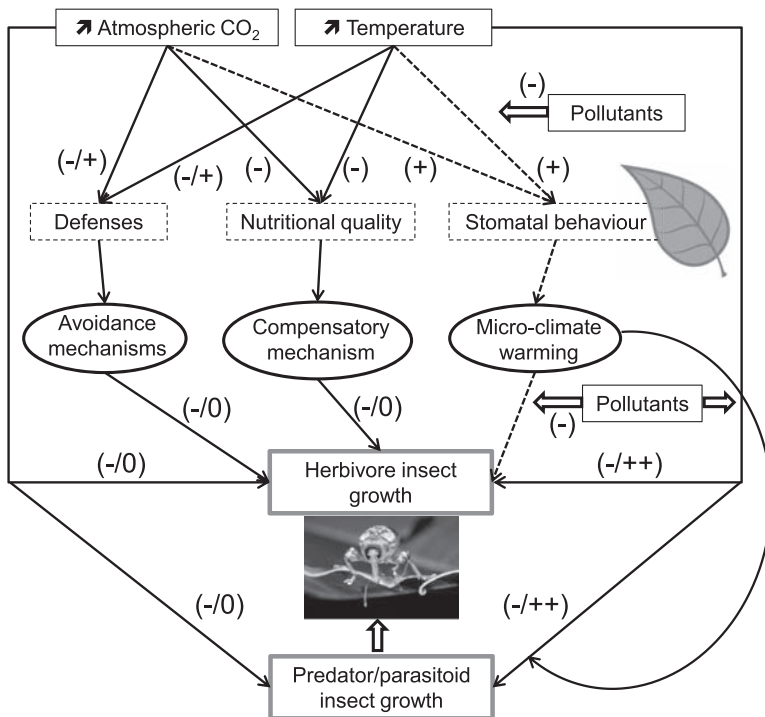 ↗ Atmospheric CO₂
↗ Temperature
(-)
Pollutants
(-/+)
(-/+)
(-)
(-)
(+)
(+)
Defenses
Nutritional quality
Stomatal behaviour
Avoidance
mechanisms
Compensatory
mechanism
Micro-climate
warming
Pollutants
(-)
(-/0)
(-/0)
(-/0)
(-/++)
Herbivore insect
growth
(-/0)
(-/++)
Predator/parasitoid
insect growth